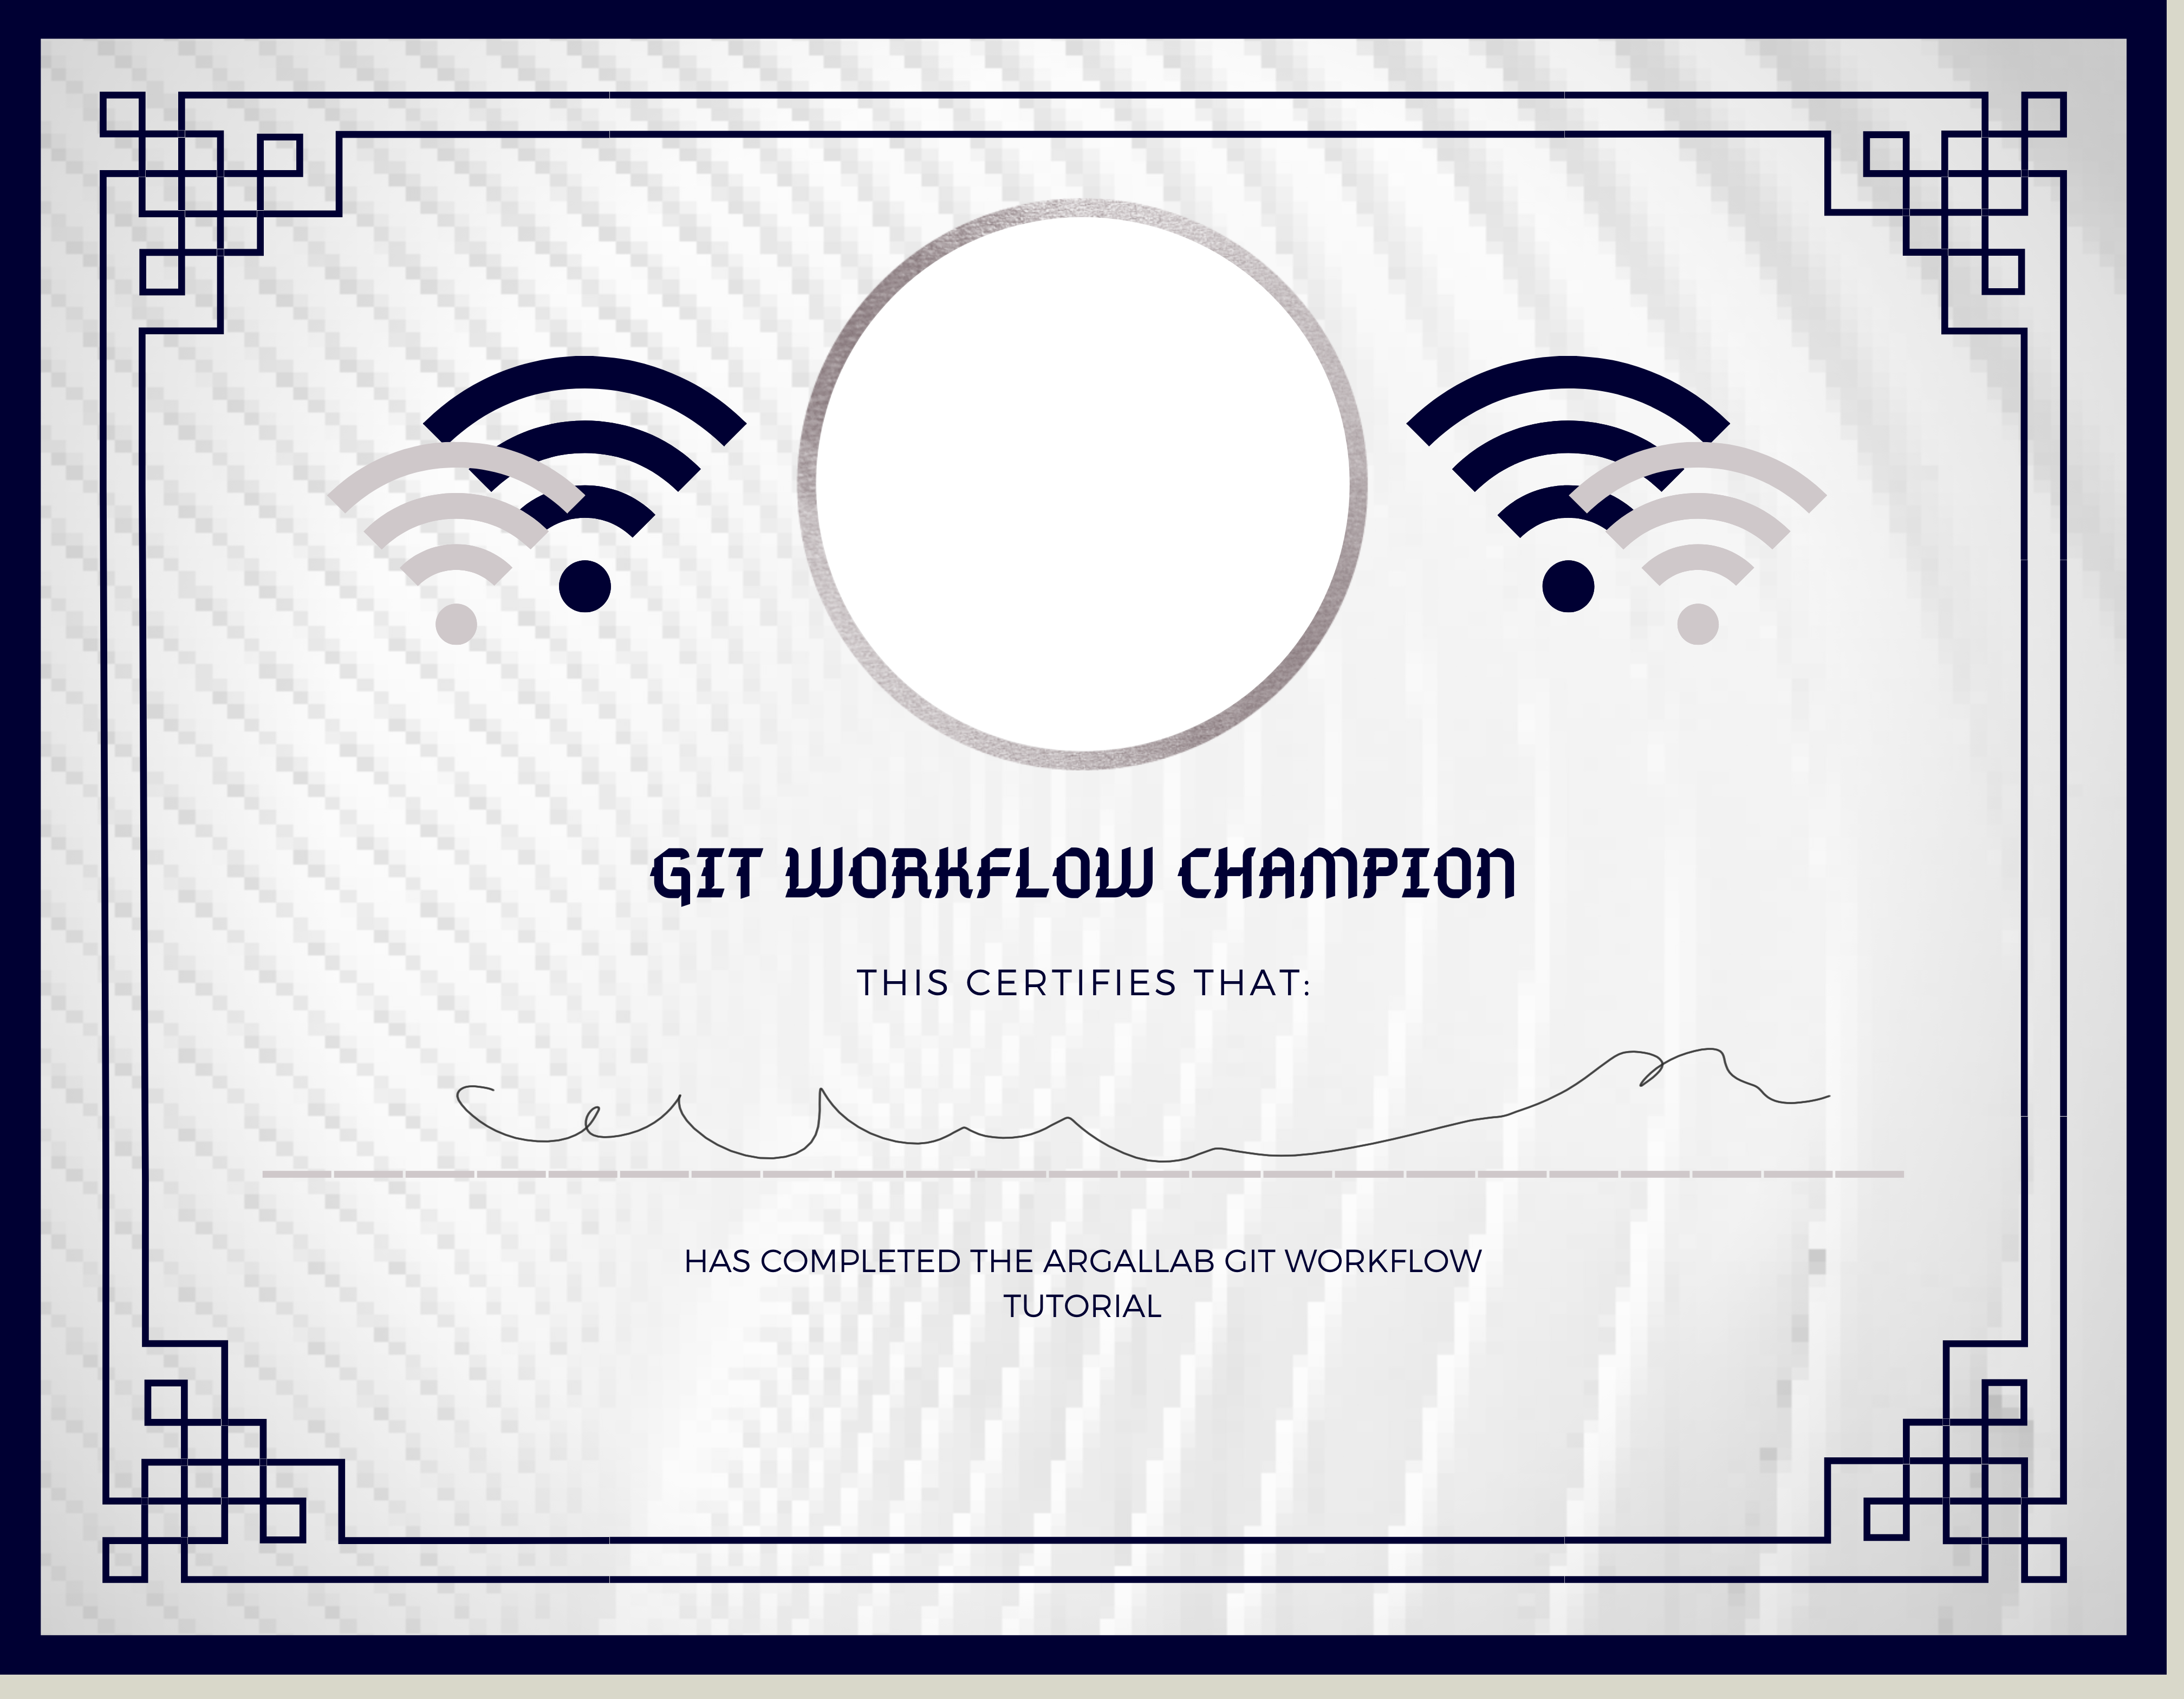 GIT WORKFLOW CHAMPION
THIS CERTIFIES THAT:
HAS COMPLETED THE ARGALLAB GIT WORKFLOW
TUTORIAL